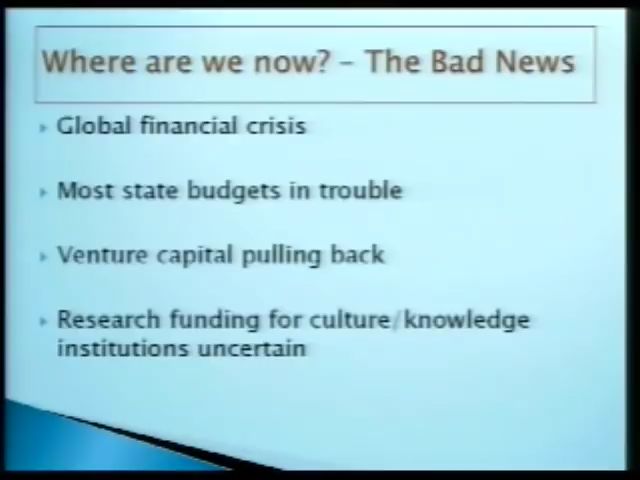 Where are we now? – The Bad News
Global financial crisis
Most state budgets in trouble
Venture capital pulling back
Research funding for culture/knowledge
institutions uncertain